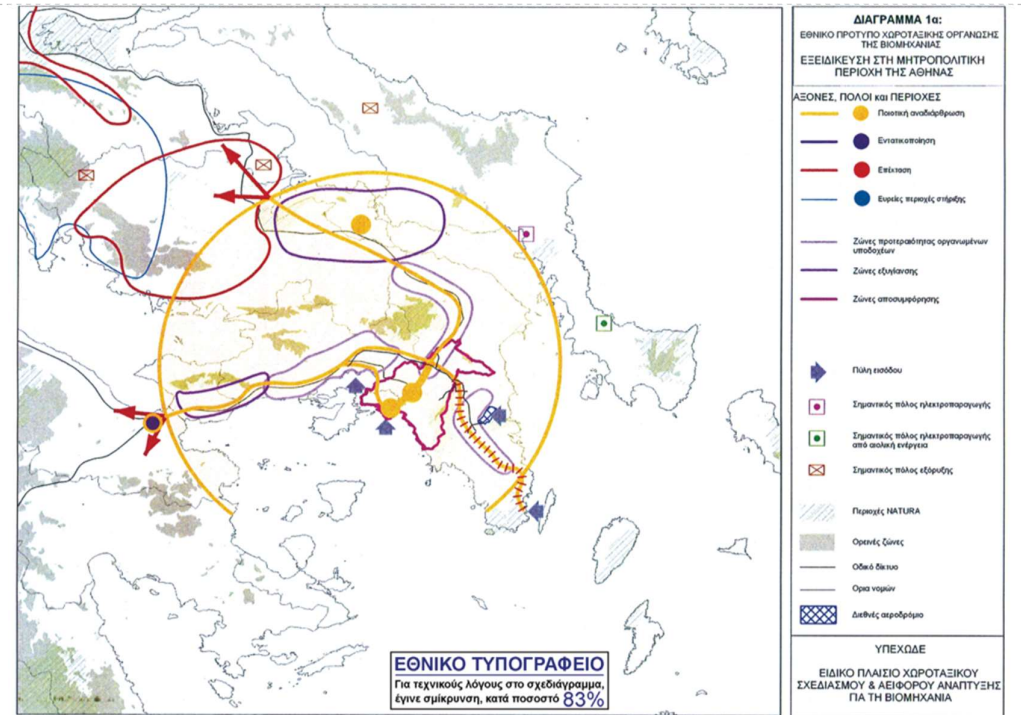 ΔΙΑΓΡΑΜΜΑ 1α:
ΕΘΝΙΚΟ ΠΡΟΤΥΠΟ ΧΩΡΟΤΑΞΙΚΗΣ ΟΡΓΑΝΩΣΗΣ
ΤΗΣ ΒΙΟΜΗΧΑΝΙΑΣ
ΕΞΕΙΔΙΚΕΥΣΗ ΣΤΗ ΜΗΤΡΟΠΟΛΙΤΙΚΗ
ΠΕΡΙΟΧΗ ΤΗΣ ΑΘΗΝΑΣ
ΑΞΟΝΕΣ, ΠΟΛΟΙ και ΠΕΡΙΟΧΕΣ
Ποιοτική αναδιάρθρωση
Εντατικοποίηση
Επέκταση
Ευρείες περιοχές στήριξης
Ζώνες προτεραιότητας οργανωμένων
υποδοχέων
Ζώνες εξυγίανσης
Ζώνες αποσυμφόρησης
Πύλη εισόδου
Σημαντικός πόλος ηλεκτροπαραγωγής
Σημαντικός πόλος ηλεκτροπαραγωγής
από αιολική ενέργεια
Σημαντικός πόλος εξόρυξης
Περιοχές NATURA
Ορεινές ζώνες
Οδικό δίκτυο
Ορια νομών
Διεθνές αεροδρόμιο
ΥΠΕΧΩΔΕ
ΕΙΔΙΚΟ ΠΛΑΙΣΙΟ ΧΩΡΟΤΑΞΙΚΟΥ
ΣΧΕΔΙΑΣΜΟΥ & ΑΕΙΦΟΡΟΥ ΑΝΑΠΤΥΞΗΣ
ΓΙΑ ΤΗ ΒΙΟΜΗΧΑΝΙΑ
ΕΘΝΙΚΟ ΤΥΠΟΓΡΑΦΕΙΟ
Για τεχνικούς λόγους στο σχεδιάγραμμα,
έγινε σμίκρυνση, κατά ποσοστό 83%